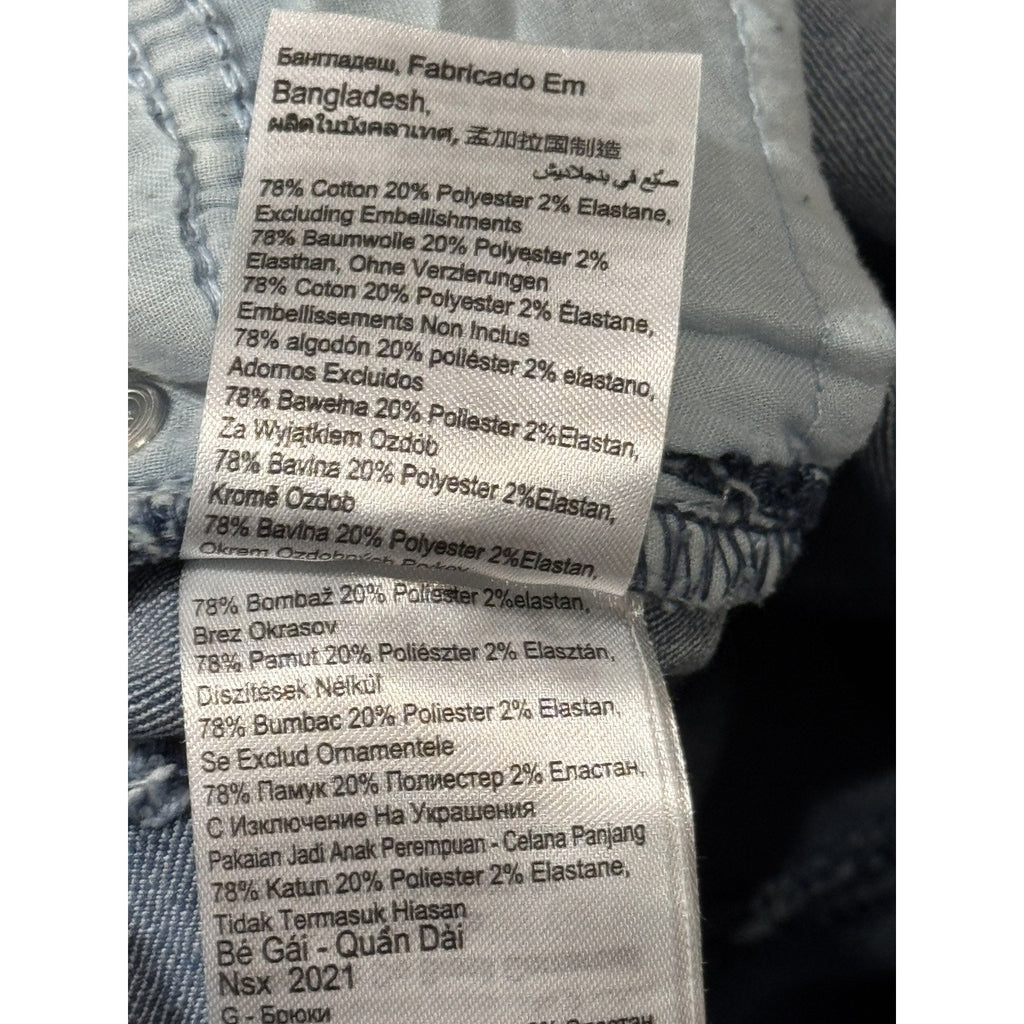 Бангладеш, Fabricado Em
Bangladesh,
ผลิตในบังคลาเทศ, 孟加拉国制造
صنع في بنجلاديش
78% Cotton 20% Polyester 2% Elastane,
Excluding Embellishments
78% Baumwolle 20% Polyester 2%
Elasthan, Ohne Verzierungen
78% Coton 20% Polyester 2% Élastane,
Embellissements Non Inclus
78% algodón 20% poliéster 2% elastano,
Adornos Excluidos
78% Bawełna 20% Poliester 2%Elastan,
Za Wyjątkiem Ozdób
78% Bavlna 20% Polyester 2%Elastan,
Kromě Ozdob
78% Bavlna 20% Polyester 2%Elastan,
Okrem Ozdobných Prvkov
78% Bombaž 20% Poliester 2%elastan,
Brez Okrasov
78% Pamut 20% Poliészter 2% Elasztán,
Díszítések Nélkül
78% Bumbac 20% Poliester 2% Elastan,
Se Exclud Ornamentele
78% Памук 20% Полиестер 2% Еластан,
С Изключение На Украшения
Pakaian Jadi Anak Perempuan - Celana Panjang
78% Katun 20% Poliester 2% Elastane,
Tidak Termasuk Hiasan
Bé Gái - Quần Dài
Nsx 2021
G - Брюки